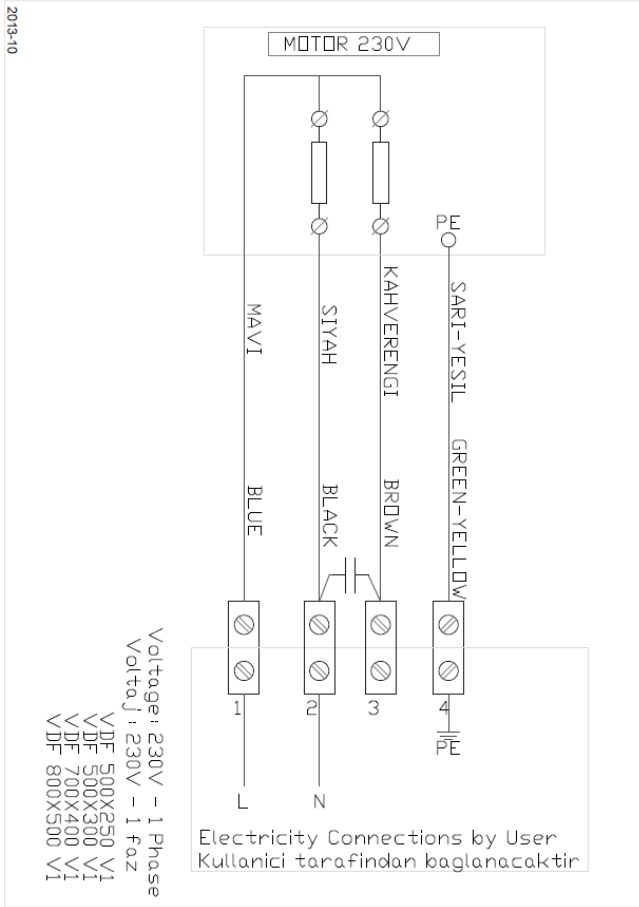 2013-10
MOTOR 230V
PE
MAVI
SIYAH
KAHVERENGI
SARI-YESIL
BLUE
BLACK
BROWN
GREEN-YELLOW
1
2
3
4
PE
L
N
Electricity Connections by User
Kullanici tarafindan baglanacaktir
Voltage: 230V - 1 Phase
Voltaj : 230V - 1 faz
VDF 500X250 V1
VDF 500X300 V1
VDF 700X400 V1
VDF 800X500 V1